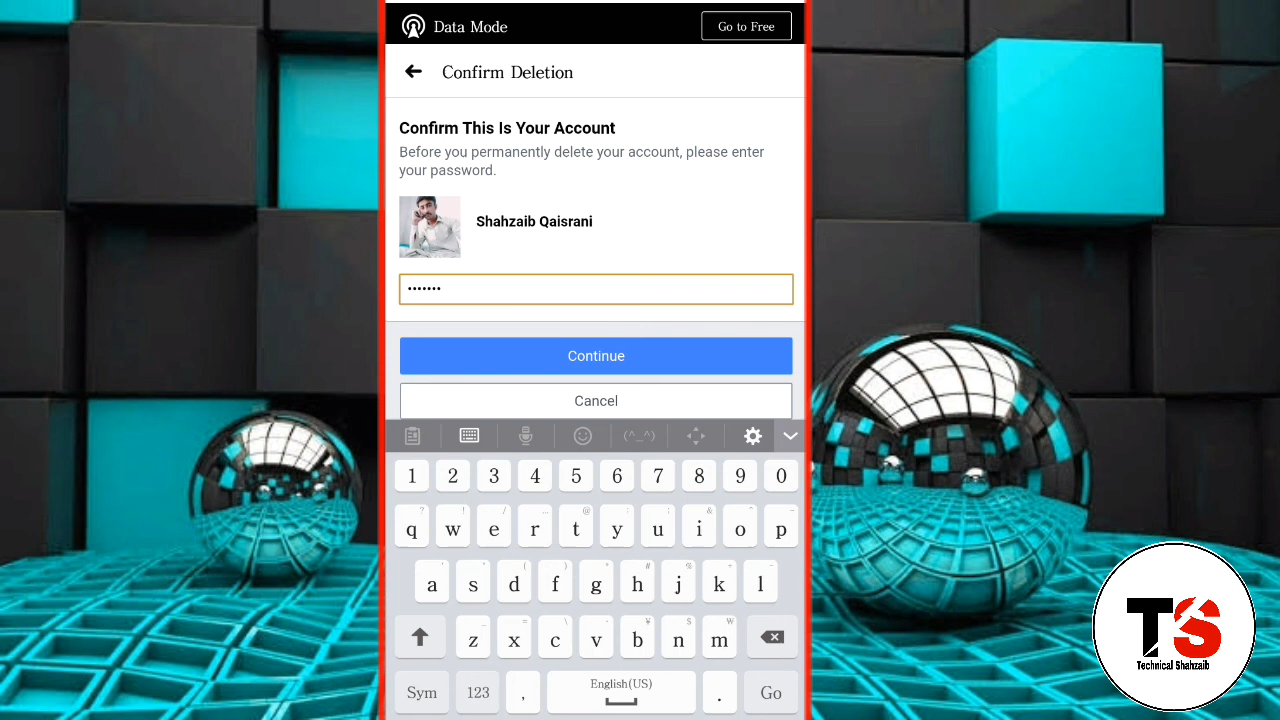 Data Mode
Go to Free
Confirm Deletion
Confirm This Is Your Account
Before you permanently delete your account, please enter
your password.
Shahzaib Qaisrani
•••••••
Continue
Cancel
(^_^)
1 2 3 4 5 6 7 8 9 0
q w e r t y u i o p
a s d f g h j k l
z x c v b n m
Sym 123 , English(US) . Go
TS
Technical Shahzaib